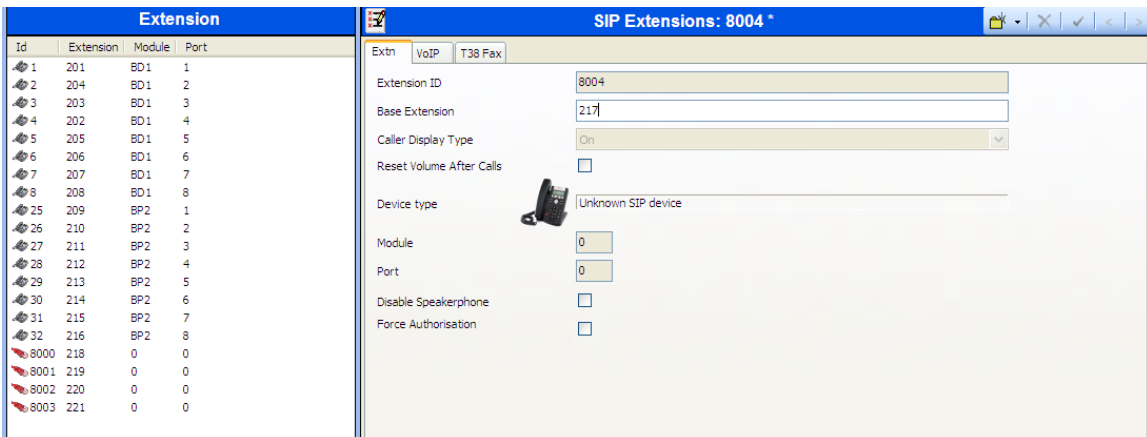 Extension
Id Extension Module Port
1 201 BD1 1
2 204 BD1 2
3 203 BD1 3
4 202 BD1 4
5 205 BD1 5
6 206 BD1 6
7 207 BD1 7
8 208 BD1 8
25 209 BP2 1
26 210 BP2 2
27 211 BP2 3
28 212 BP2 4
29 213 BP2 5
30 214 BP2 6
31 215 BP2 7
32 216 BP2 8
8000 218 0 0
8001 219 0 0
8002 220 0 0
8003 221 0 0
SIP Extensions: 8004 *
Extn VoIP T38 Fax
Extension ID 8004
Base Extension 217
Caller Display Type On
Reset Volume After Calls
Device type Unknown SIP device
Module 0
Port 0
Disable Speakerphone
Force Authorisation